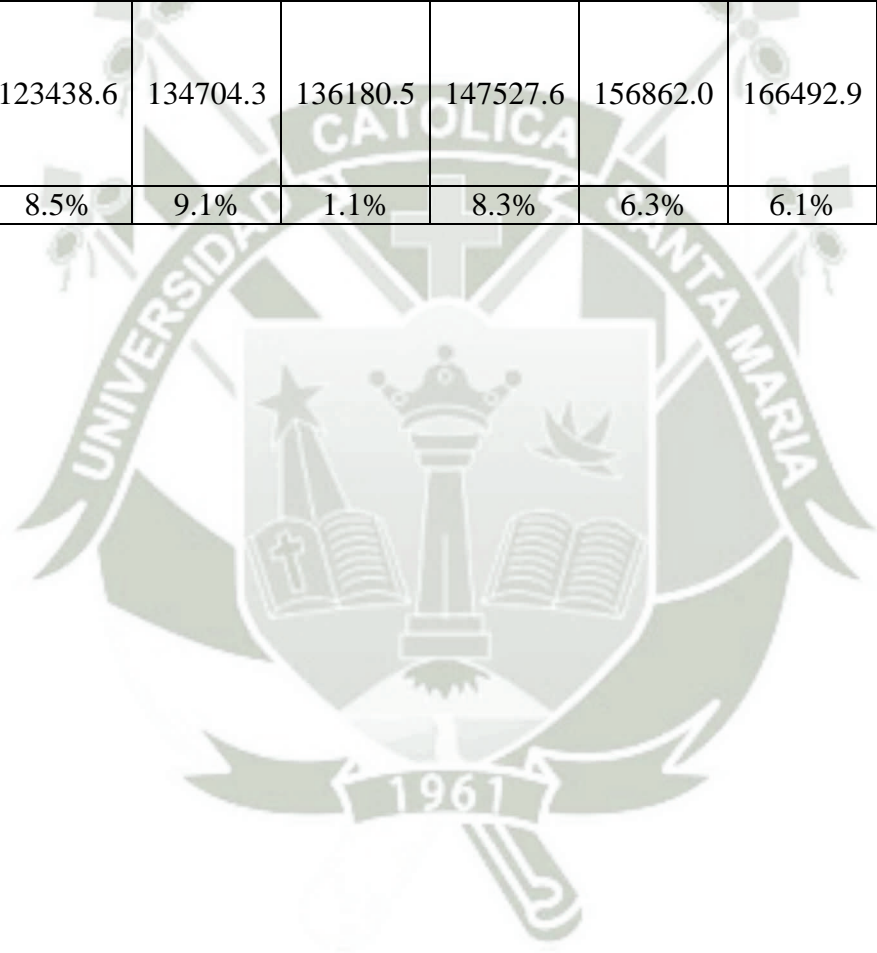 123438.6 134704.3 136180.5 147527.6 156862.0 166492.9
8.5% 9.1% 1.1% 8.3% 6.3% 6.1%
UNIVERSIDAD CATOLICA SANTA MARIA
1961